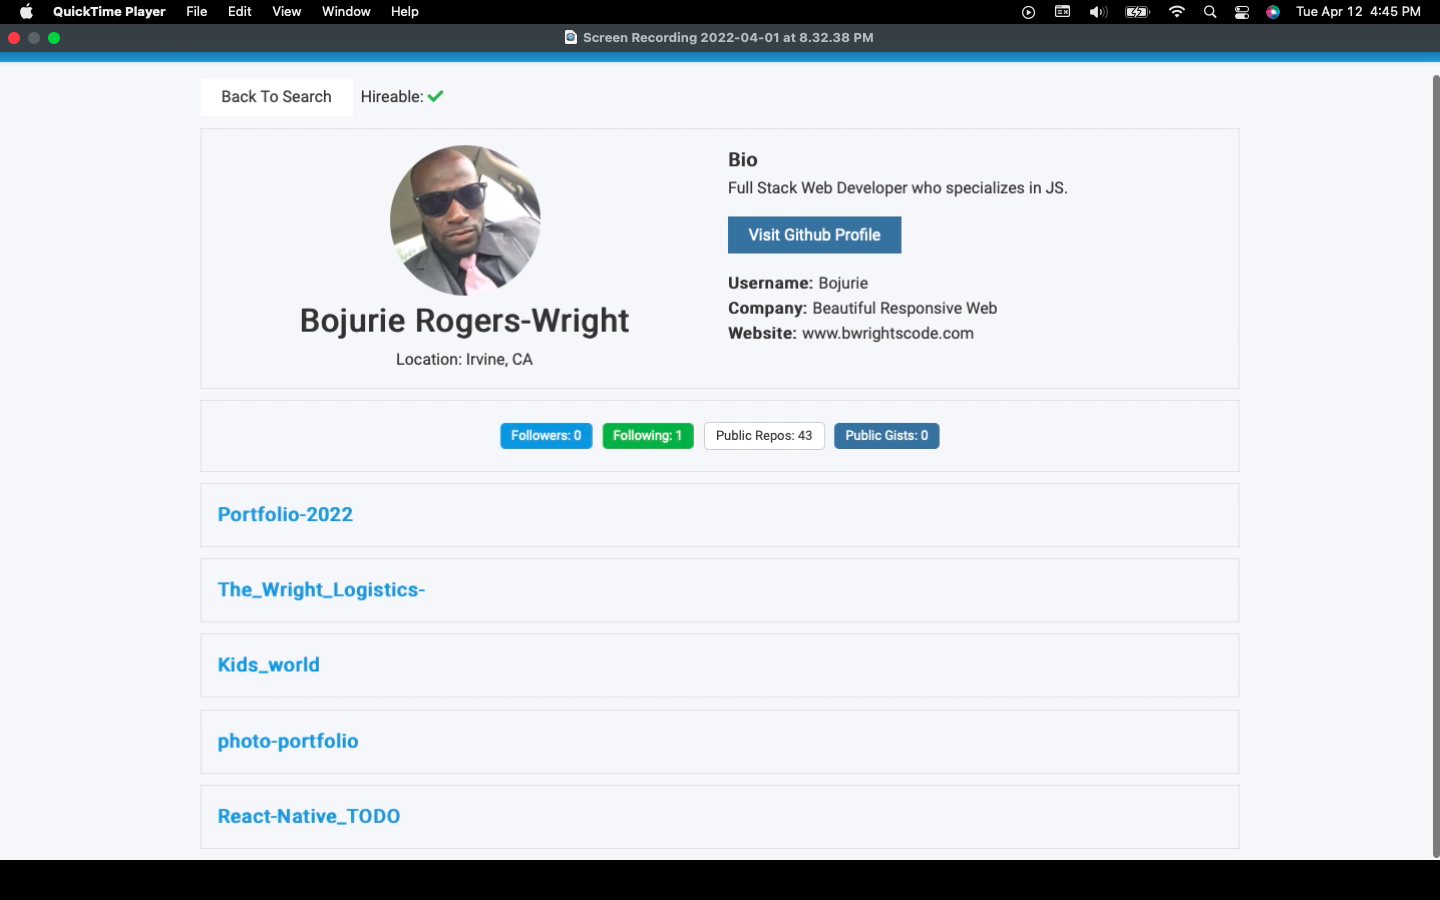 QuickTime Player File Edit View Window Help Tue Apr 12 4:45 PM
Screen Recording 2022-04-01 at 8.32.38 PM
Back To Search Hireable:
Bio
Full Stack Web Developer who specializes in JS.
Visit Github Profile
Username: Bojurie
Company: Beautiful Responsive Web
Website: www.bwrightscode.com
Bojurie Rogers-Wright
Location: Irvine, CA
Followers: 0 Following: 1 Public Repos: 43 Public Gists: 0
Portfolio-2022
The_Wright_Logistics-
Kids_world
photo-portfolio
React-Native_TODO